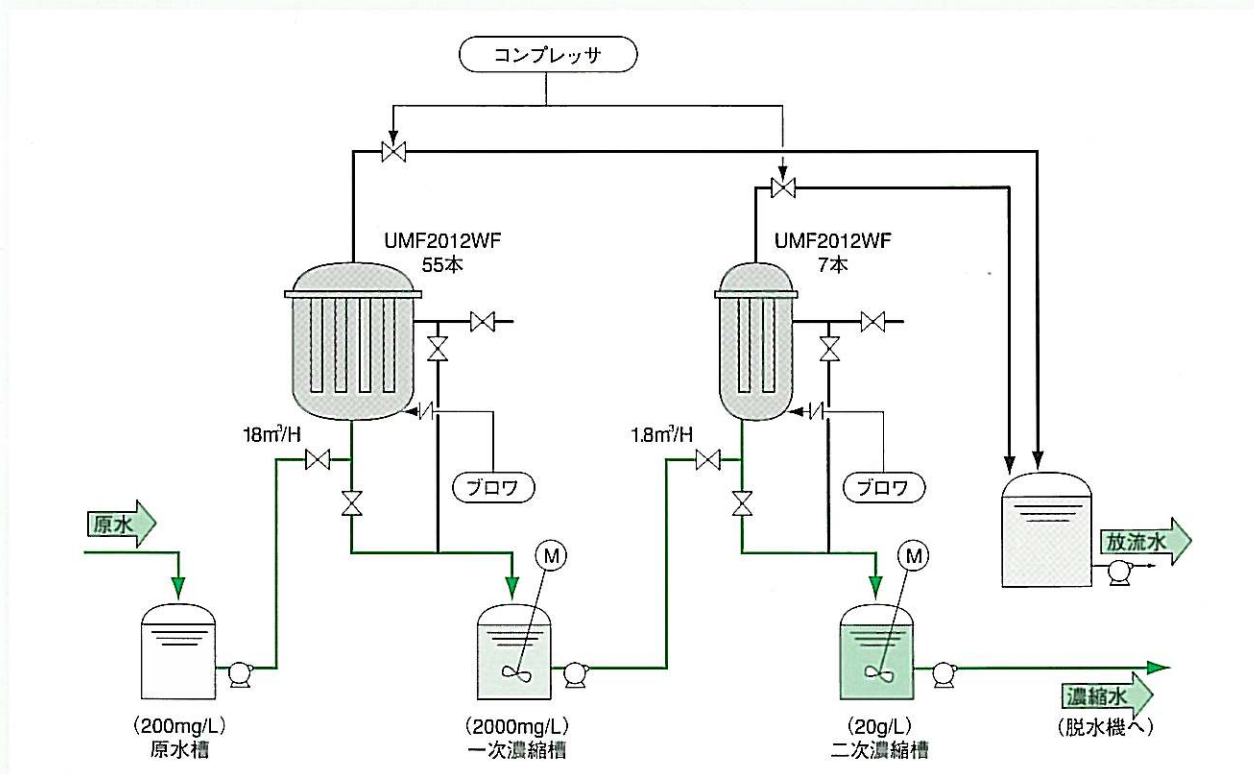 コンプレッサ
UMF2012WF
55本
UMF2012WF
7本
18m³/H
1.8m³/H
ブロワ
ブロワ
原水
放流水
M
M
濃縮水
(脱水機へ)
(200mg/L)
原水槽
(2000mg/L)
一次濃縮槽
(20g/L)
二次濃縮槽